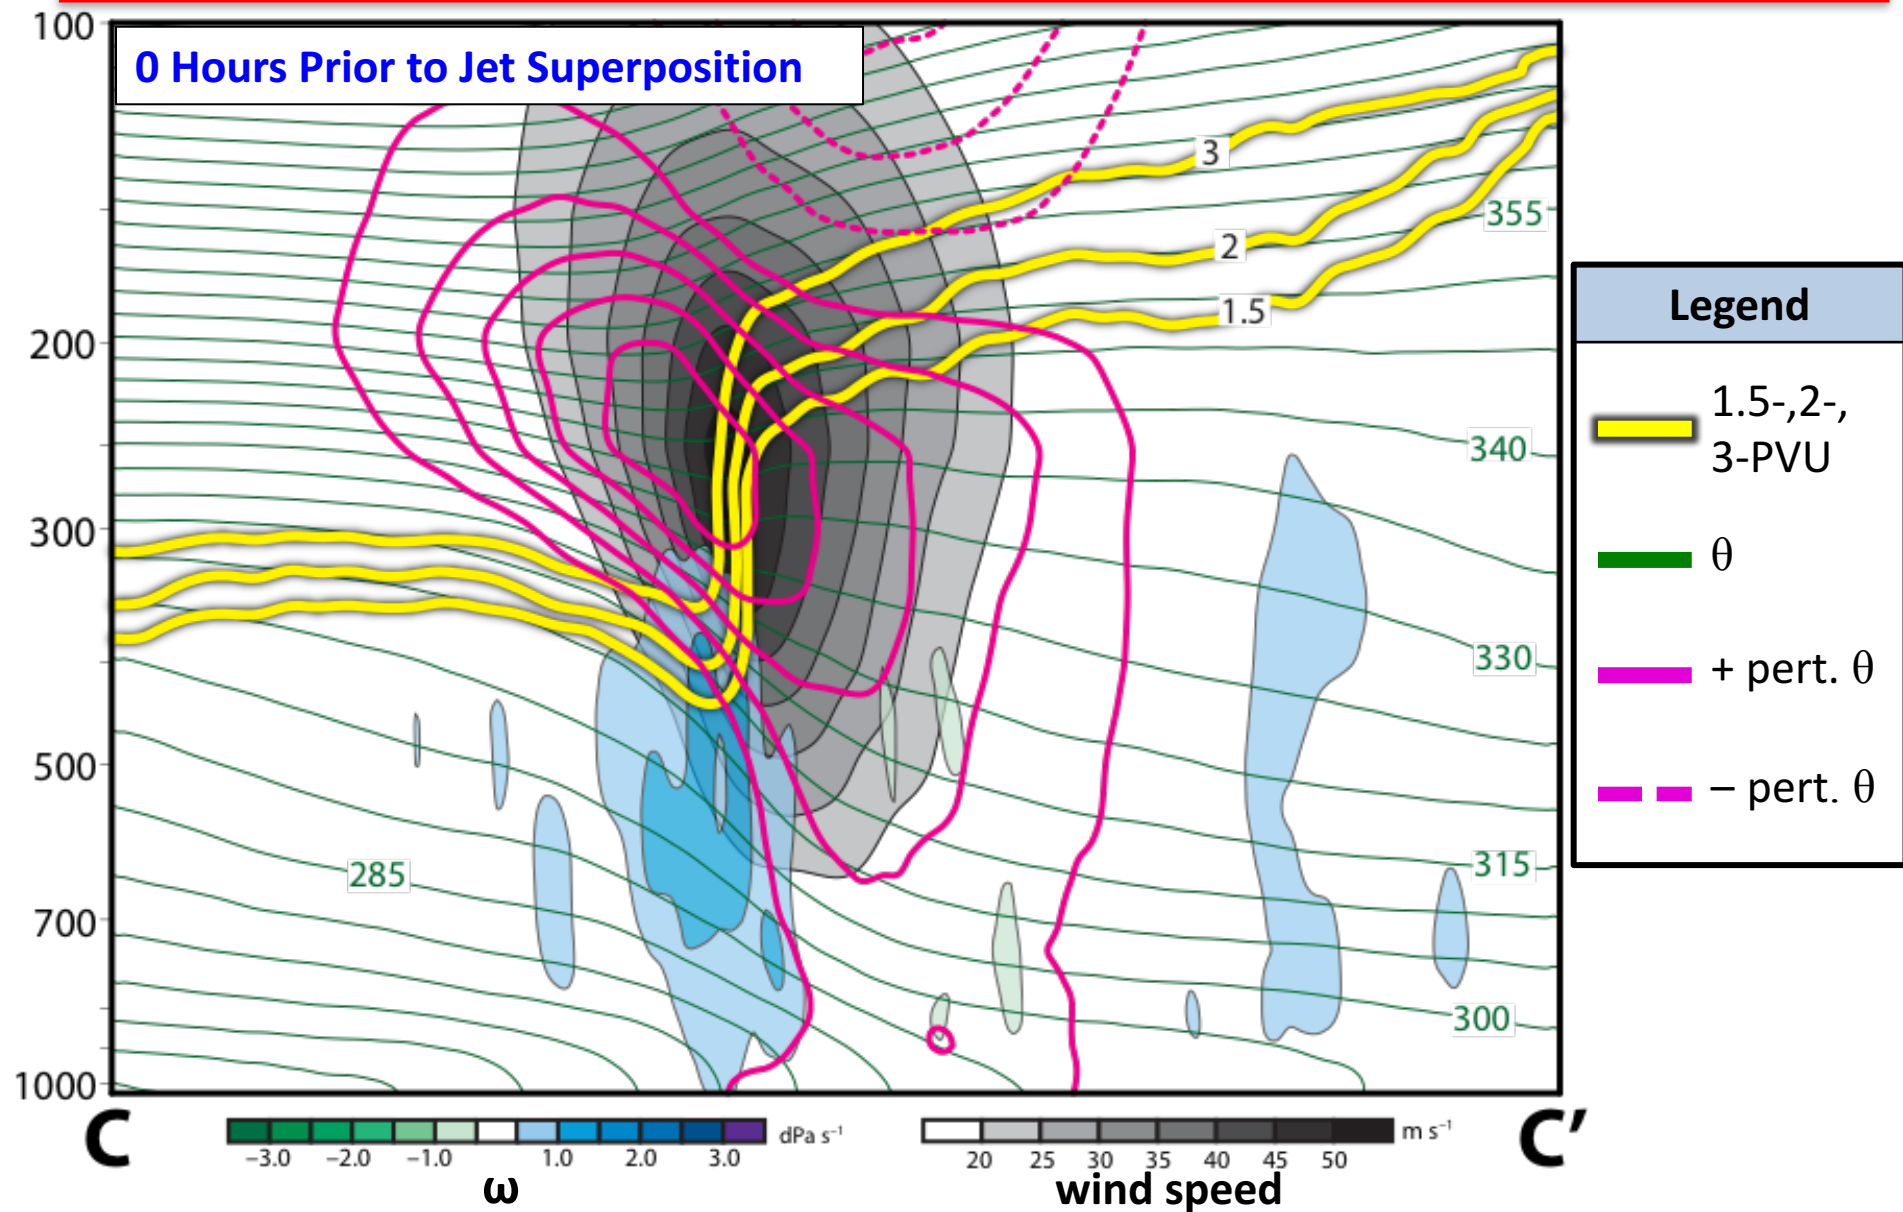 100
0 Hours Prior to Jet Superposition
3
355
2
200
1.5
Legend
1.5-,2-,
3-PVU
340
300
θ
330
+ pert. θ
500
– pert. θ
285
315
700
300
1000
C
-3.0 -2.0 -1.0 1.0 2.0 3.0
dPa s⁻¹
ω
20 25 30 35 40 45 50
m s⁻¹
wind speed
C'